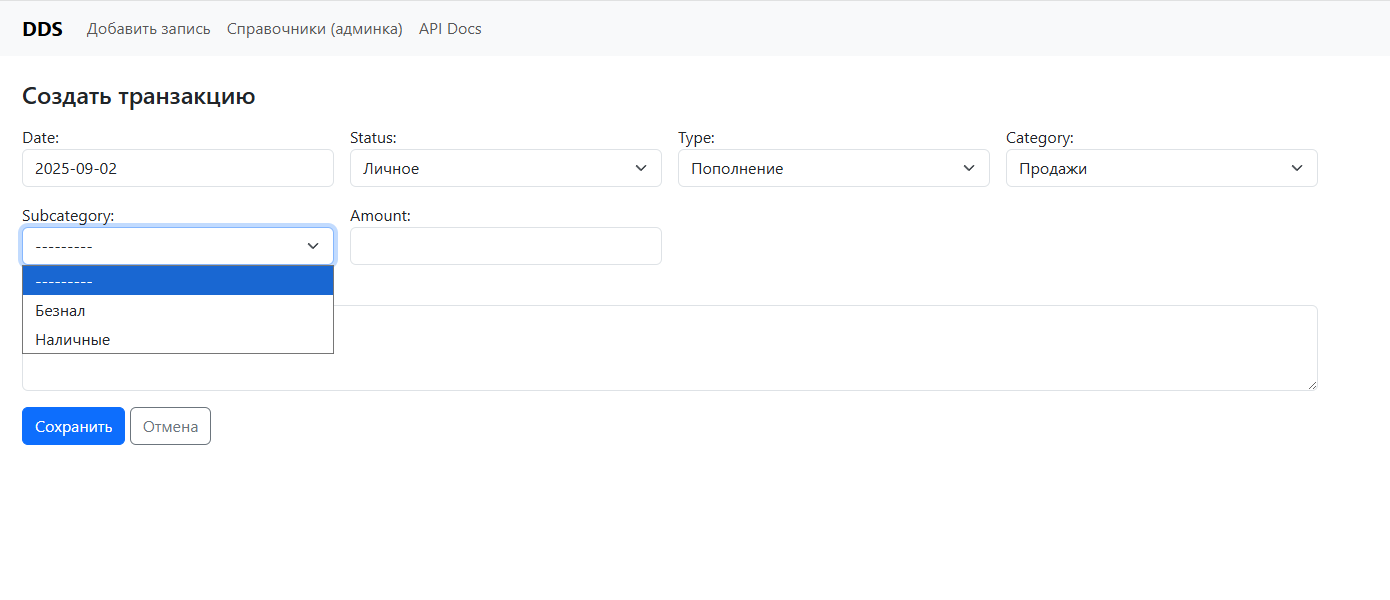 DDS Добавить запись Справочники (админка) API Docs
Создать транзакцию
Date: Status: Type: Category:
2025-09-02 Личное Пополнение Продажи
Subcategory: Amount:
---------
---------
Безнал
Наличные
Сохранить Отмена